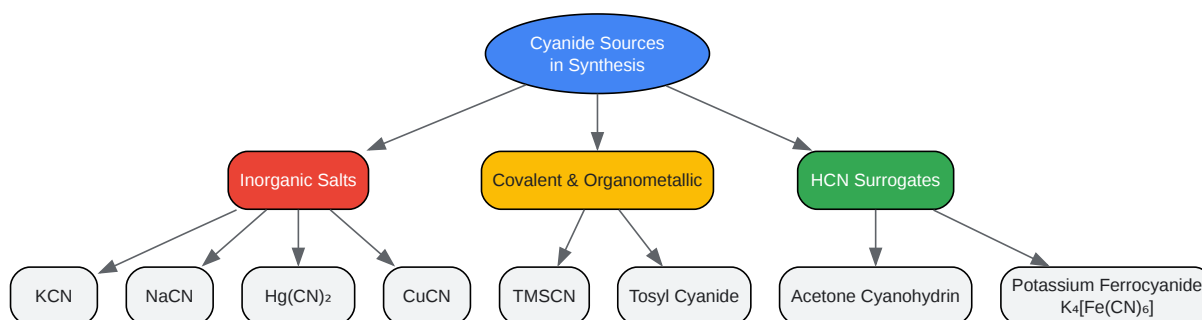 Cyanide Sources
in Synthesis
Inorganic Salts
Covalent & Organometallic
HCN Surrogates
KCN
NaCN
Hg(CN)₂
CuCN
TMSCN
Tosyl Cyanide
Acetone Cyanohydrin
Potassium Ferrocyanide
K₄[Fe(CN)₆]